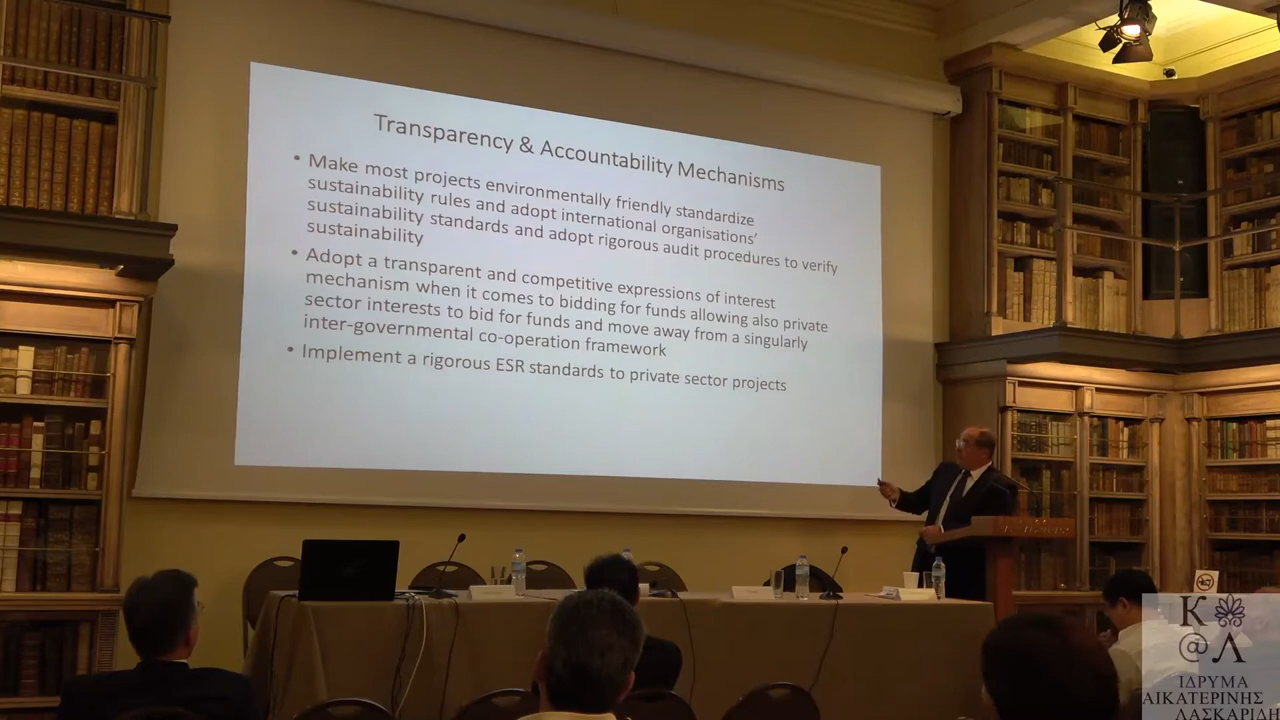 Transparency & Accountability Mechanisms
• Make most projects environmentally friendly standardize
sustainability rules and adopt international organisations'
sustainability standards and adopt rigorous audit procedures to verify
sustainability
• Adopt a transparent and competitive expressions of interest
mechanism when it comes to bidding for funds allowing also private
sector interests to bid for funds and move away from a singularly
inter-governmental co-operation framework
• Implement a rigorous ESR standards to private sector projects
Κ
@Λ
ΙΔΡΥΜΑ
ΑΙΚΑΤΕΡΙΝΗΣ
ΛΑΣΚΑΡΙΔΗ